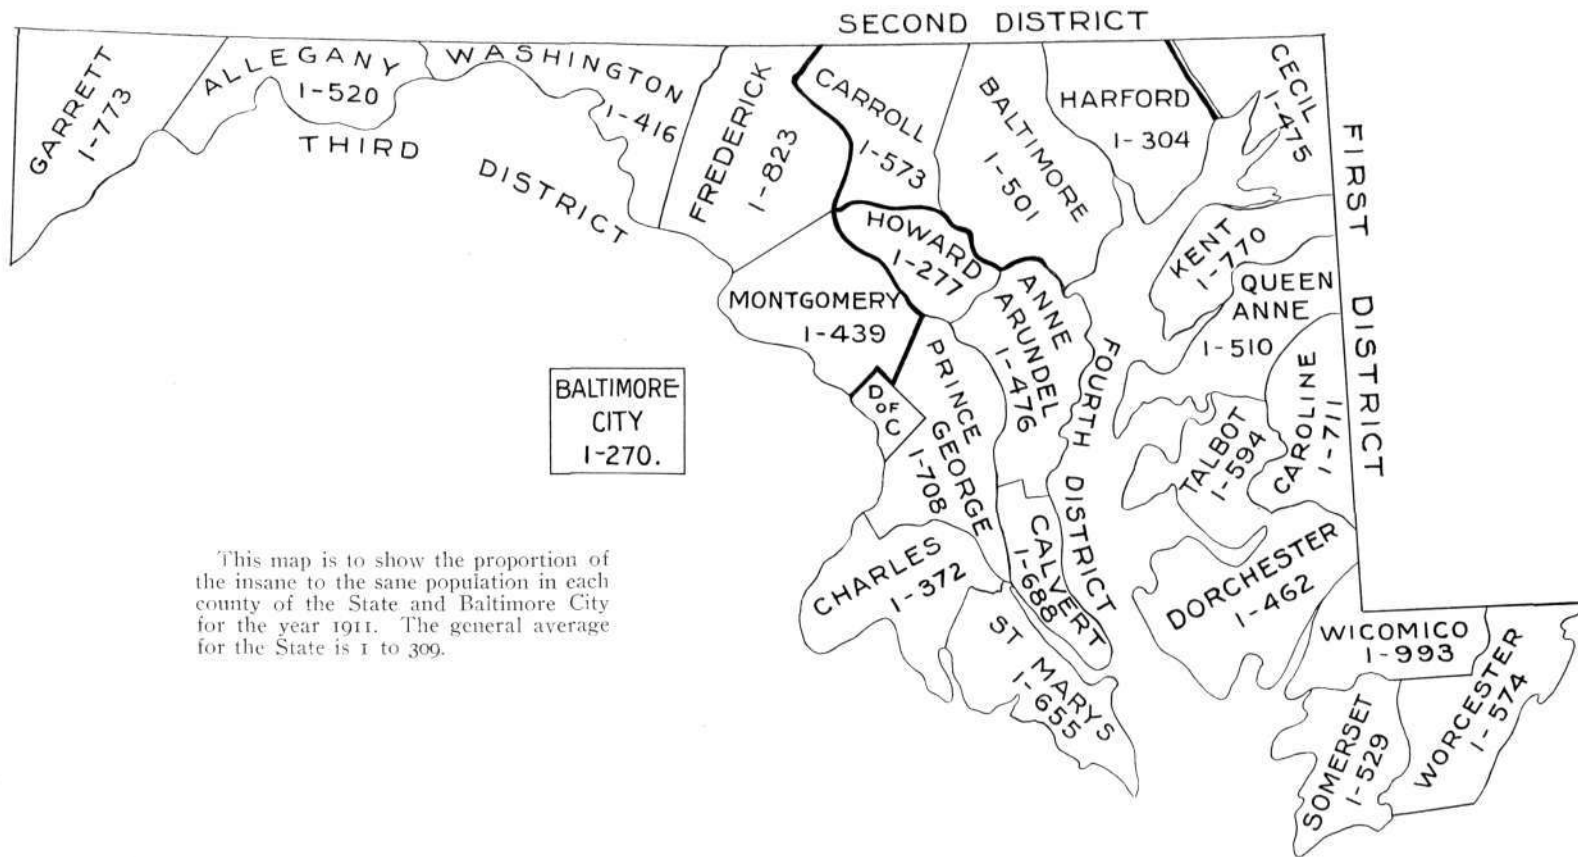 SECOND DISTRICT
GARRETT
1-773
ALLEGANY
1-520
WASHINGTON
1-416
THIRD DISTRICT
FREDERICK
1-823
CARROLL
1-573
BALTIMORE
1-501
HARFORD
1-304
CECIL
1-475
FIRST DISTRICT
HOWARD
1-277
MONTGOMERY
1-439
ANNE
ARUNDEL
1-476
KENT
1-770
QUEEN
ANNE
1-510
CAROLINE
1-711
TALBOT
1-594
FOURTH DISTRICT
PRINCE
GEORGE
1-708
D
OF
C
BALTIMORE
CITY
1-270.
CALVERT
1-688
CHARLES
1-372
ST MARYS
1-655
DORCHESTER
1-462
WICOMICO
1-993
WORCESTER
1-574
SOMERSET
1-529
This map is to show the proportion of
the insane to the sane population in each
county of the State and Baltimore City
for the year 1911. The general average
for the State is 1 to 309.